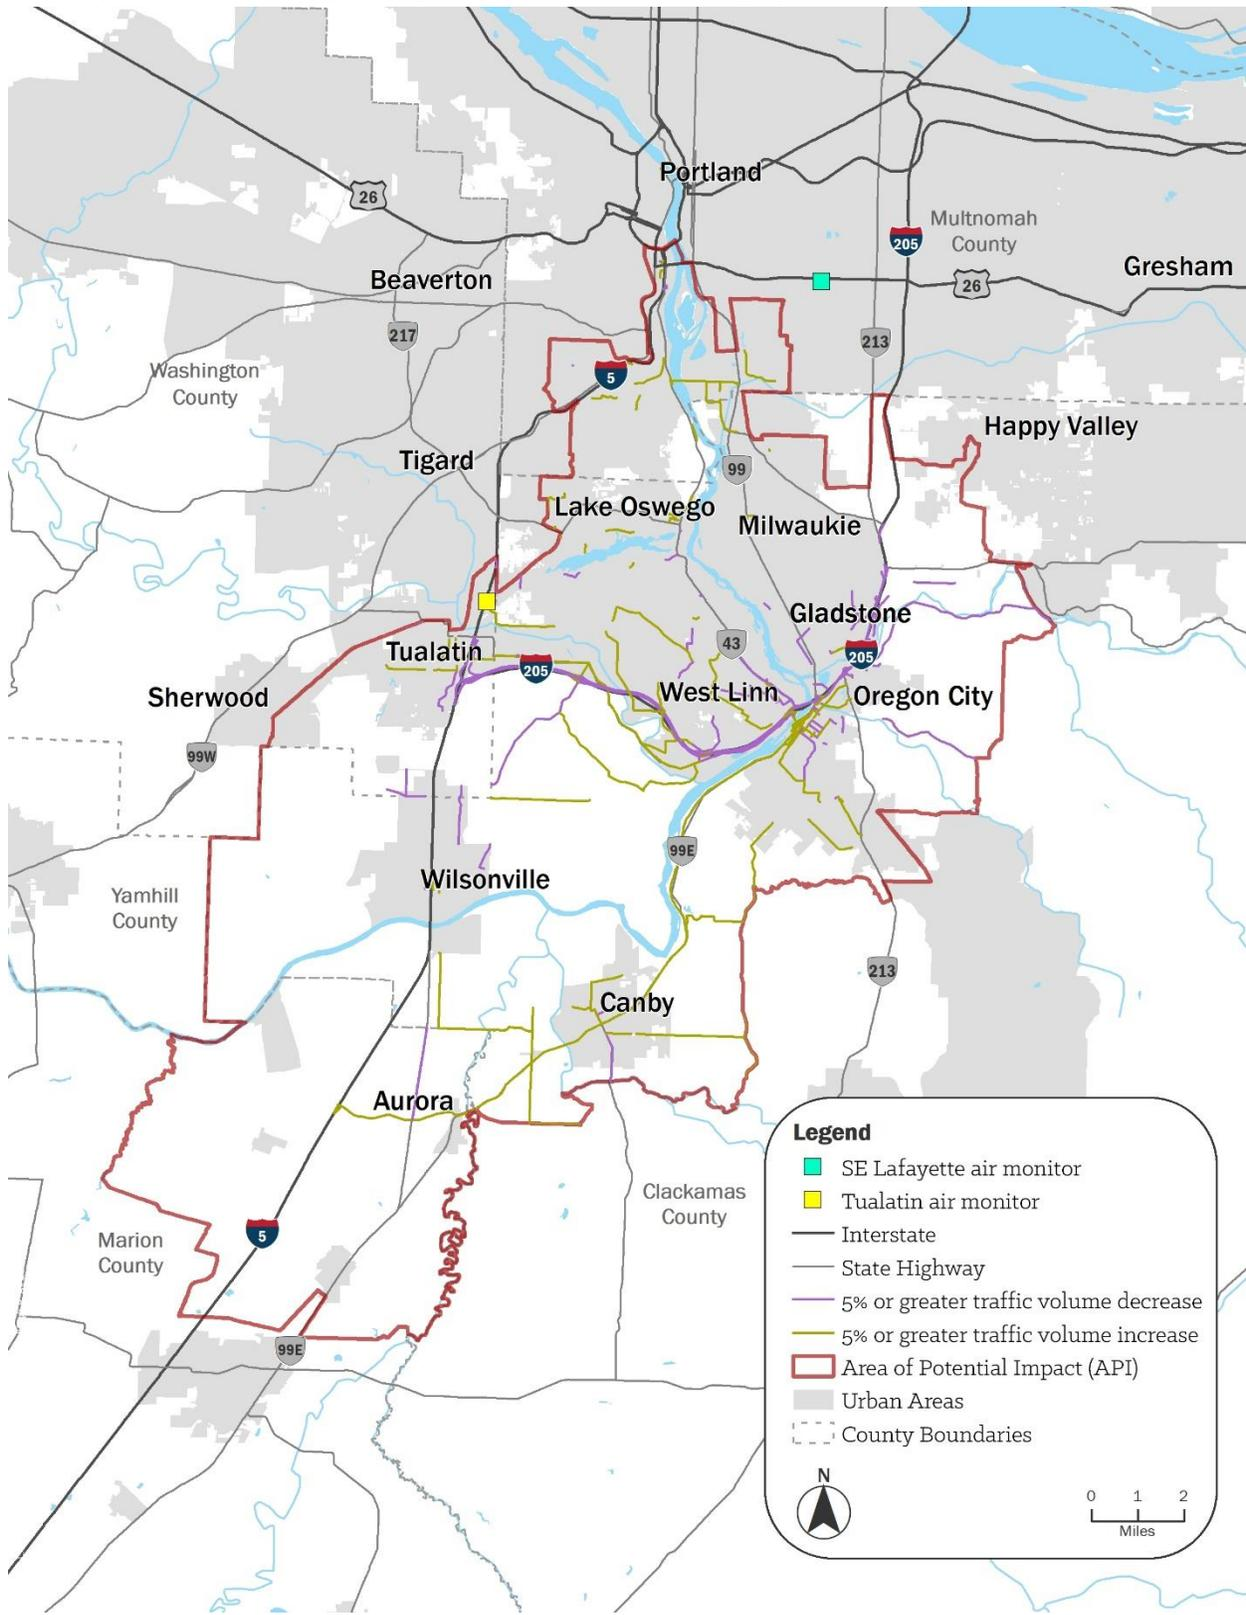 Portland
26
Multnomah
County
205
Gresham
Beaverton
26
217
213
Washington
County
5
Happy Valley
Tigard
99
Lake Oswego
Milwaukie
Gladstone
43
Tualatin
205
205
West Linn
Oregon City
Sherwood
99W
99E
Wilsonville
Yamhill
County
213
Canby
Aurora
Clackamas
County
5
Marion
County
99E
Legend
SE Lafayette air monitor
Tualatin air monitor
Interstate
State Highway
5% or greater traffic volume decrease
5% or greater traffic volume increase
Area of Potential Impact (API)
Urban Areas
County Boundaries
N
0 1 2
Miles